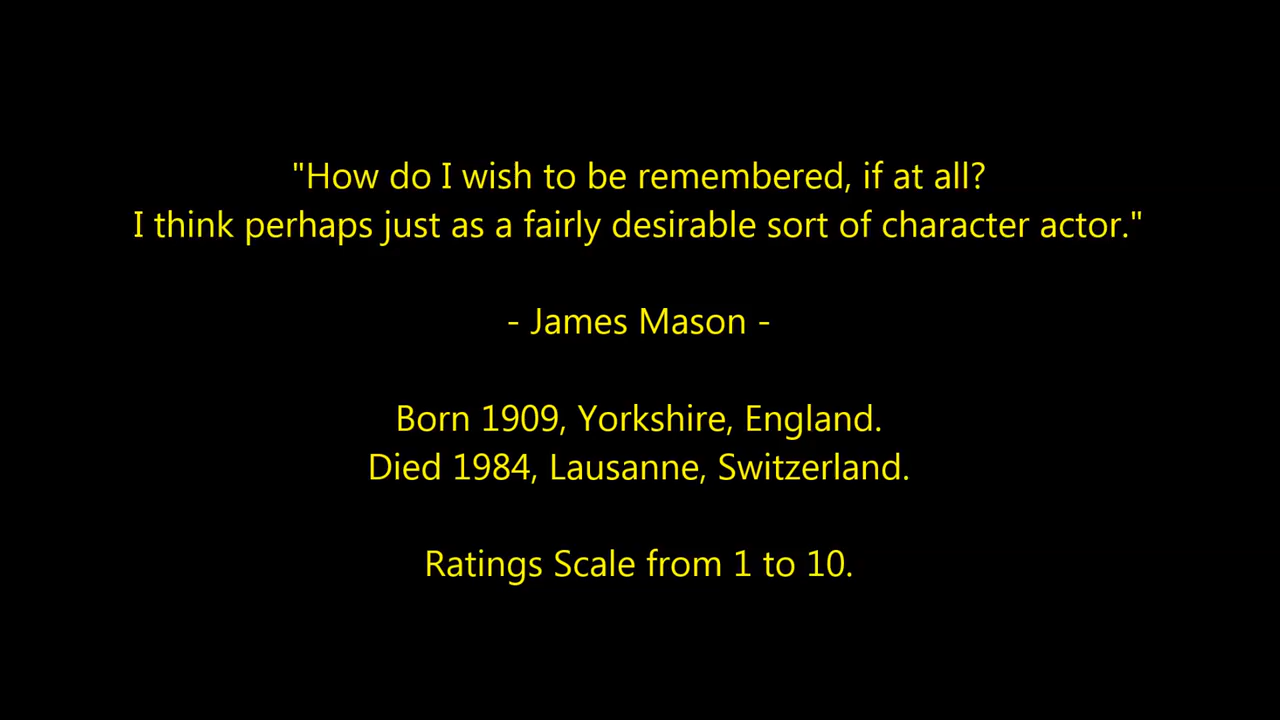 "How do I wish to be remembered, if at all?
I think perhaps just as a fairly desirable sort of character actor."
- James Mason -
Born 1909, Yorkshire, England.
Died 1984, Lausanne, Switzerland.
Ratings Scale from 1 to 10.